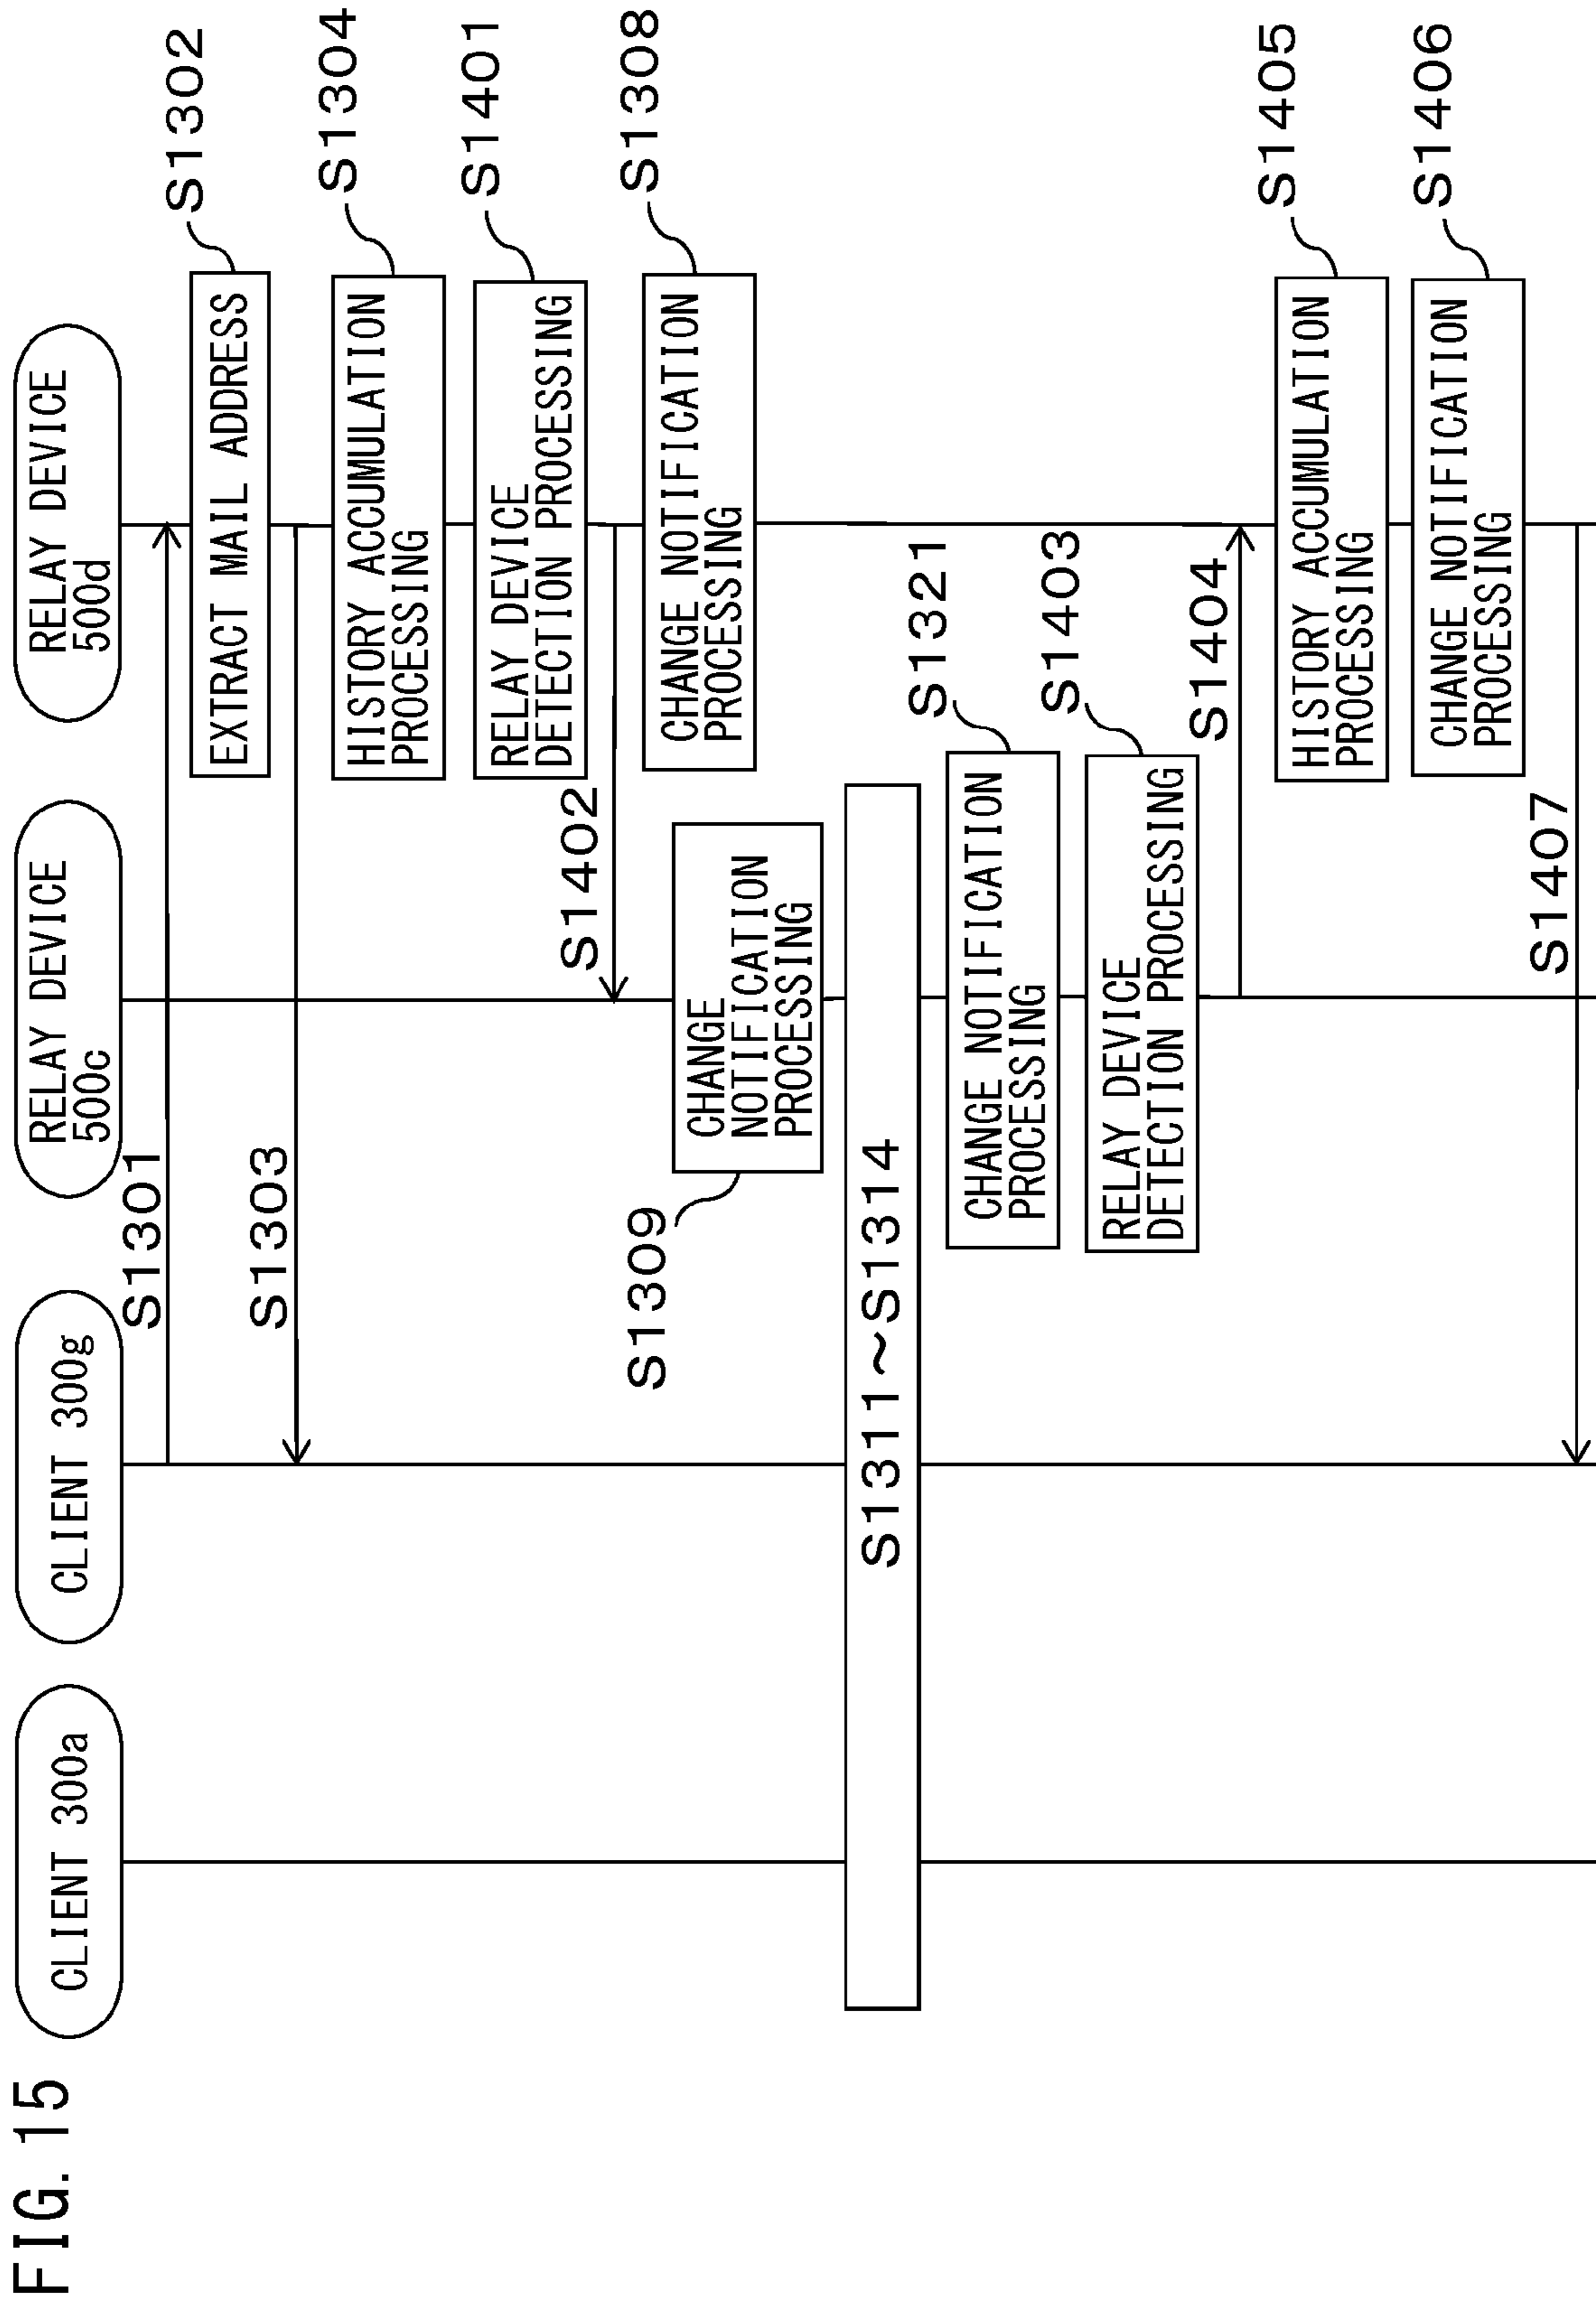 FIG. 15
CLIENT 300a
CLIENT 300g
RELAY DEVICE
500c
RELAY DEVICE
500d
S1301
EXTRACT MAIL ADDRESS
S1302
S1303
HISTORY ACCUMULATION
PROCESSING
S1304
RELAY DEVICE
DETECTION PROCESSING
S1401
S1402
CHANGE NOTIFICATION
PROCESSING
S1308
S1309
CHANGE
NOTIFICATION
PROCESSING
S1311~S1314
CHANGE NOTIFICATION
PROCESSING
S1321
RELAY DEVICE
DETECTION PROCESSING
S1403
S1404
HISTORY ACCUMULATION
PROCESSING
S1405
CHANGE NOTIFICATION
PROCESSING
S1406
S1407